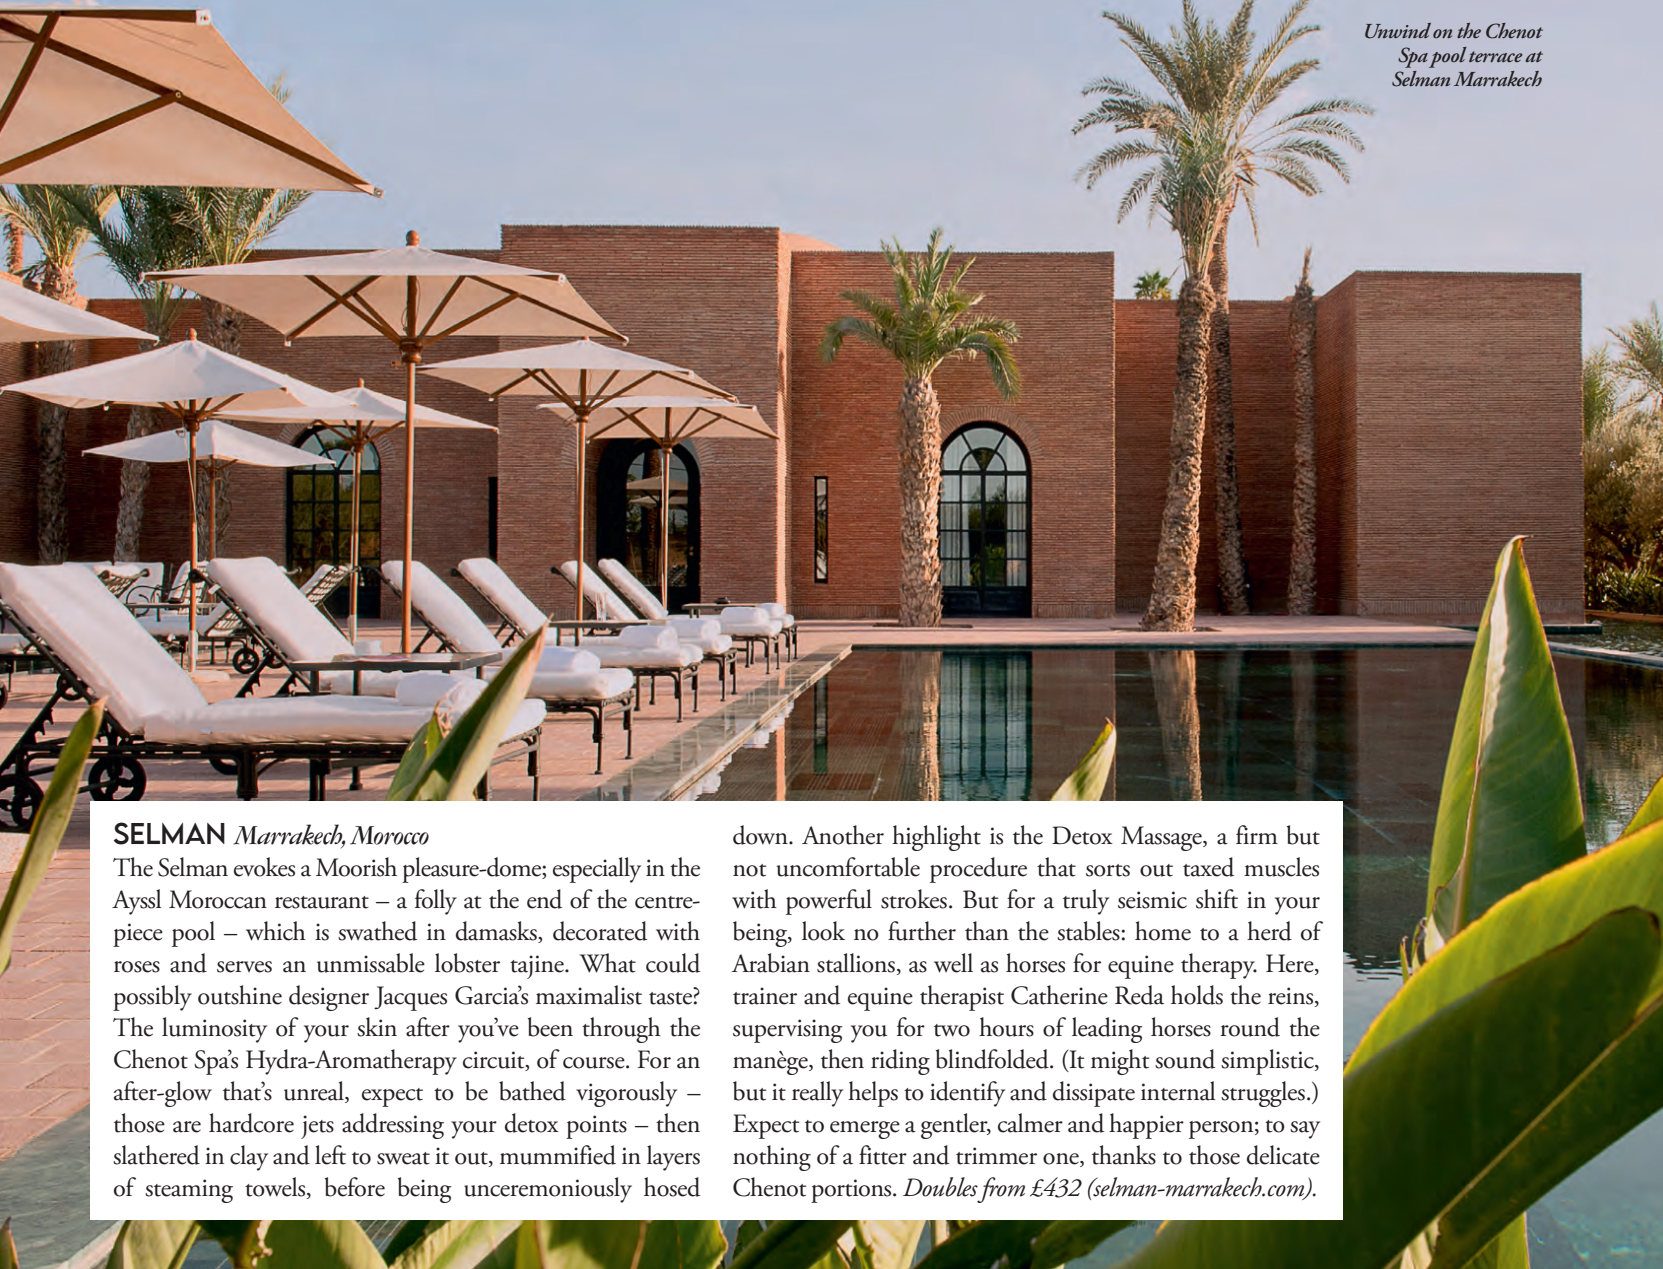 Unwind on the Chenot
Spa pool terrace at
Selman Marrakech
SELMAN Marrakech, Morocco
The Selman evokes a Moorish pleasure-dome; especially in the
Ayssl Moroccan restaurant – a folly at the end of the centre-
piece pool – which is swathed in damasks, decorated with
roses and serves an unmissable lobster tajine. What could
possibly outshine designer Jacques Garcia’s maximalist taste?
The luminosity of your skin after you’ve been through the
Chenot Spa’s Hydra-Aromatherapy circuit, of course. For an
after-glow that’s unreal, expect to be bathed vigorously –
those are hardcore jets addressing your detox points – then
slathered in clay and left to sweat it out, mummified in layers
of steaming towels, before being unceremoniously hosed
down. Another highlight is the Detox Massage, a firm but
not uncomfortable procedure that sorts out taxed muscles
with powerful strokes. But for a truly seismic shift in your
being, look no further than the stables: home to a herd of
Arabian stallions, as well as horses for equine therapy. Here,
trainer and equine therapist Catherine Reda holds the reins,
supervising you for two hours of leading horses round the
manège, then riding blindfolded. (It might sound simplistic,
but it really helps to identify and dissipate internal struggles.)
Expect to emerge a gentler, calmer and happier person; to say
nothing of a fitter and trimmer one, thanks to those delicate
Chenot portions. Doubles from £432 (selman-marrakech.com).